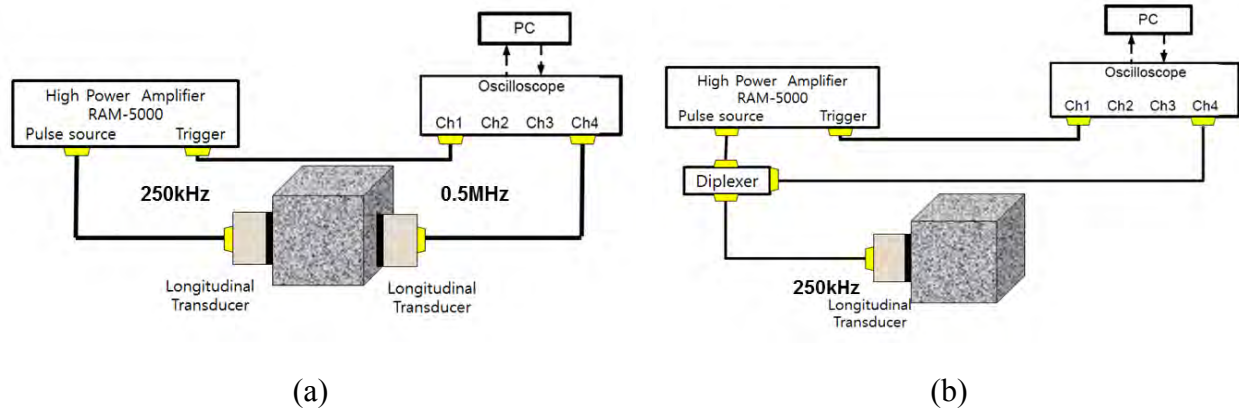 PC
Oscilloscope
Ch1 Ch2 Ch3 Ch4
High Power Amplifier
RAM-5000
Pulse source Trigger
250kHz
0.5MHz
Longitudinal
Transducer
Longitudinal
Transducer
(a)
PC
Oscilloscope
Ch1 Ch2 Ch3 Ch4
High Power Amplifier
RAM-5000
Pulse source Trigger
Diplexer
250kHz
Longitudinal
Transducer
(b)